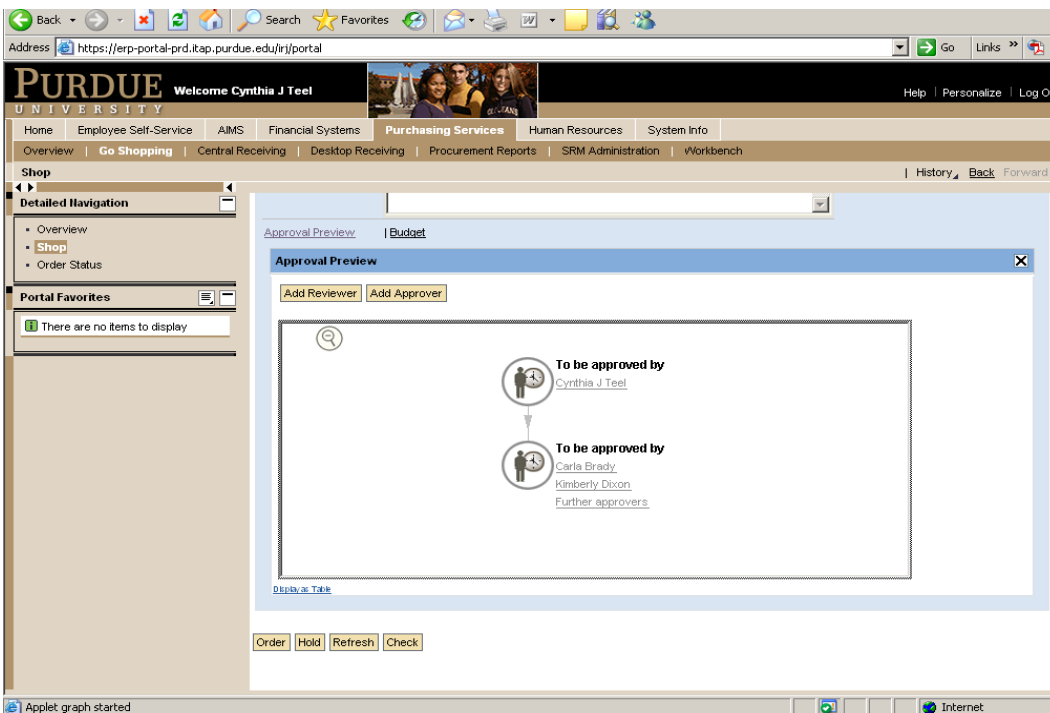 Back Search Favorites
Address https://erp-portal-prd.itap.purdue.edu/irj/portal Go Links »
PURDUE
UNIVERSITY
Welcome Cynthia J Teel Help | Personalize | Log O
Home Employee Self-Service AIMS Financial Systems Purchasing Services Human Resources System Info
Overview | Go Shopping | Central Receiving | Desktop Receiving | Procurement Reports | SRM Administration | Workbench
Shop | History Back Forward
Detailed Navigation
Overview
Shop
Order Status
Portal Favorites
There are no items to display
Approval Preview | Budget
Approval Preview
Add Reviewer Add Approver
To be approved by
Cynthia J Teel
To be approved by
Carla Brady
Kimberly Dixon
Further approvers
Display as Table
Order Hold Refresh Check
Applet graph started Internet